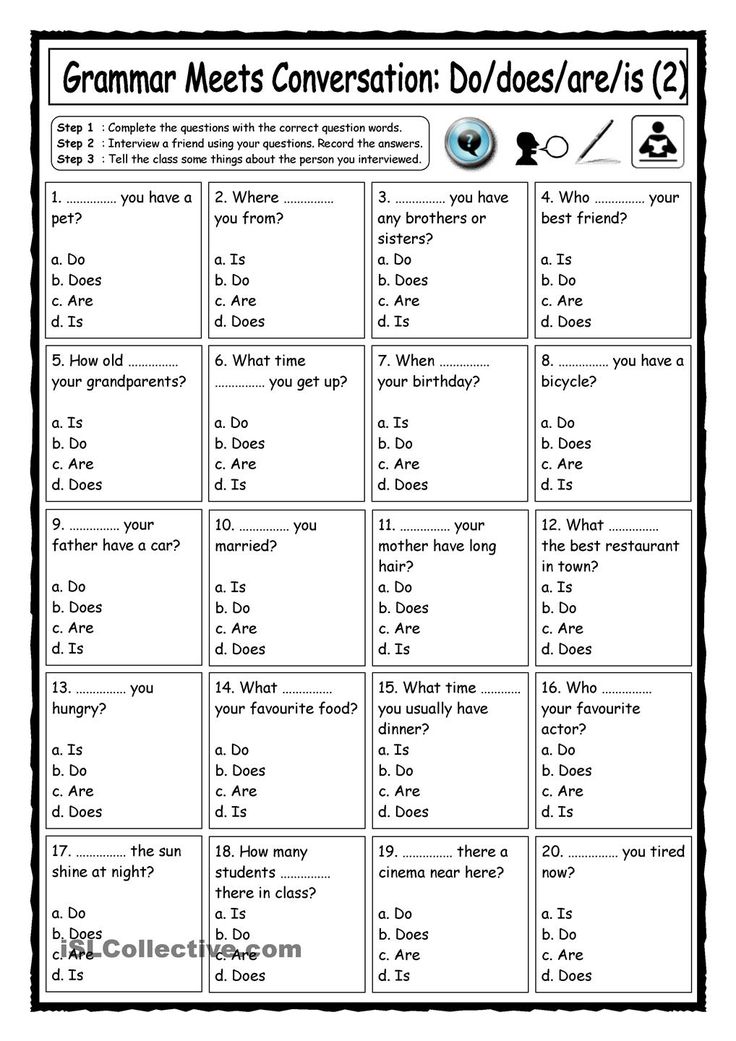 Grammar Meets Conversation: Do/does/are/is (2)
Step 1 : Complete the questions with the correct question words.
Step 2 : Interview a friend using your questions. Record the answers.
Step 3 : Tell the class some things about the person you interviewed.
1. ............... you have a
pet?
a. Do
b. Does
c. Are
d. Is
2. Where ...............
you from?
a. Is
b. Do
c. Are
d. Does
3. ............... you have
any brothers or
sisters?
a. Do
b. Does
c. Are
d. Is
4. Who ............... your
best friend?
a. Is
b. Do
c. Are
d. Does
5. How old ...............
your grandparents?
a. Is
b. Do
c. Are
d. Does
6. What time
............... you get up?
a. Do
b. Does
c. Are
d. Is
7. When ...............
your birthday?
a. Is
b. Do
c. Are
d. Does
8. ............... you have a
bicycle?
a. Do
b. Does
c. Are
d. Is
9. ............... your
father have a car?
a. Do
b. Does
c. Are
d. Is
10. ............... you
married?
a. Is
b. Do
c. Are
d. Does
11. ............... your
mother have long
hair?
a. Do
b. Does
c. Are
d. Is
12. What ...............
the best restaurant
in town?
a. Is
b. Do
c. Are
d. Does
13. ............... you
hungry?
a. Is
b. Do
c. Are
d. Does
14. What ...............
your favourite food?
a. Do
b. Does
c. Are
d. Is
15. What time ............
you usually have
dinner?
a. Is
b. Do
c. Are
d. Does
16. Who ...............
your favourite
actor?
a. Do
b. Does
c. Are
d. Is
17. ............... the sun
shine at night?
a. Do
b. Does
c. Are
d. Is
18. How many
students ...............
there in class?
a. Is
b. Do
c. Are
d. Does
19. ............... there a
cinema near here?
a. Do
b. Does
c. Are
d. Is
20. ............... you tired
now?
a. Is
b. Do
c. Are
d. Does
iSLCollective.com